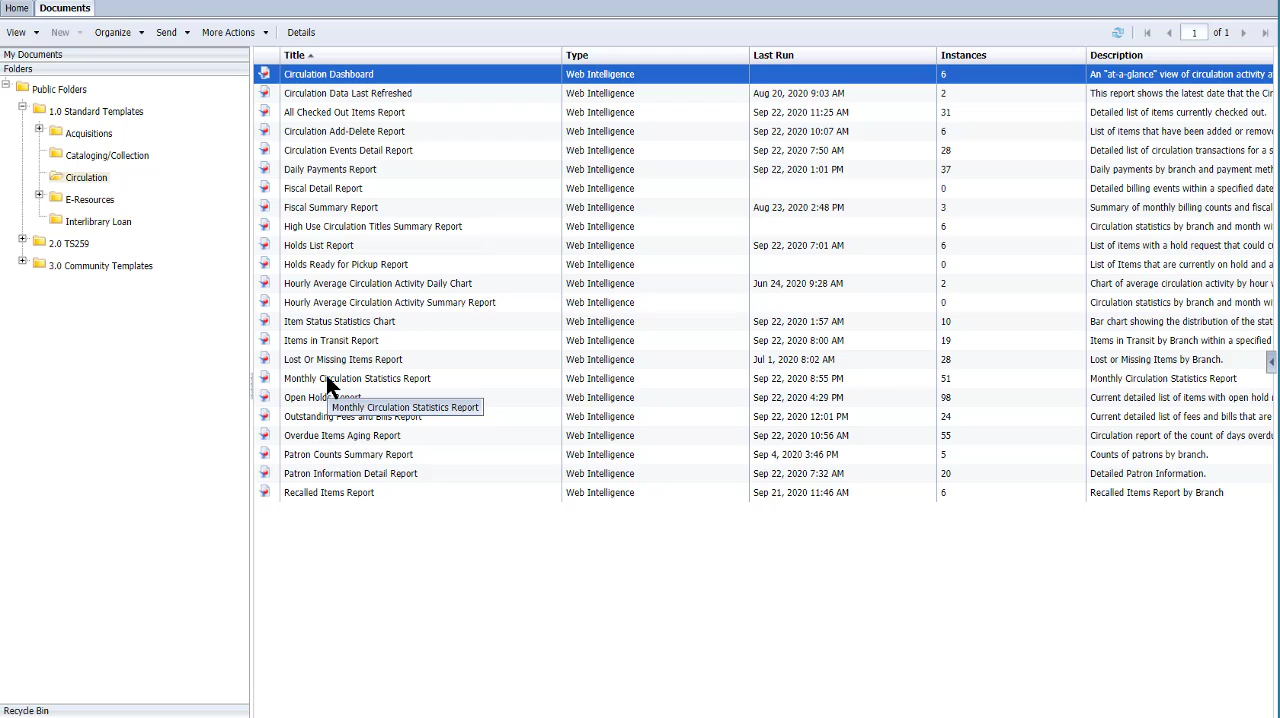 Home Documents
View New Organize Send More Actions Details 1 of 1
My Documents
Folders
Public Folders
1.0 Standard Templates
Acquisitions
Cataloging/Collection
Circulation
E-Resources
Interlibrary Loan
2.0 TS259
3.0 Community Templates
Recycle Bin
Title Type Last Run Instances Description
Circulation Dashboard Web Intelligence 6 An "at-a-glance" view of circulation activity a
Circulation Data Last Refreshed Web Intelligence Aug 20, 2020 9:03 AM 2 This report shows the latest date that the Cir
All Checked Out Items Report Web Intelligence Sep 22, 2020 11:25 AM 31 Detailed list of items currently checked out.
Circulation Add-Delete Report Web Intelligence Sep 22, 2020 10:07 AM 6 List of items that have been added or remov
Circulation Events Detail Report Web Intelligence Sep 22, 2020 7:50 AM 28 Detailed list of circulation transactions for a s
Daily Payments Report Web Intelligence Sep 22, 2020 1:01 PM 37 Daily payments by branch and payment meth
Fiscal Detail Report Web Intelligence 0 Detailed billing events within a specified date
Fiscal Summary Report Web Intelligence Aug 23, 2020 2:48 PM 3 Summary of monthly billing counts and fiscal
High Use Circulation Titles Summary Report Web Intelligence 6 Circulation statistics by branch and month wi
Holds List Report Web Intelligence Sep 22, 2020 7:01 AM 6 List of items with a hold request that could c
Holds Ready for Pickup Report Web Intelligence 0 List of Items that are currently on hold and a
Hourly Average Circulation Activity Daily Chart Web Intelligence Jun 24, 2020 9:28 AM 2 Chart of average circulation activity by hour
Hourly Average Circulation Activity Summary Report Web Intelligence 0 Circulation statistics by branch and month wi
Item Status Statistics Chart Web Intelligence Sep 22, 2020 1:57 AM 10 Bar chart showing the distribution of the stat
Items in Transit Report Web Intelligence Sep 22, 2020 8:00 AM 19 Items in Transit by Branch within a specified
Lost Or Missing Items Report Web Intelligence Jul 1, 2020 8:02 AM 28 Lost or Missing Items by Branch.
Monthly Circulation Statistics Report Web Intelligence Sep 22, 2020 8:55 PM 51 Monthly Circulation Statistics Report
Open Holds Report Web Intelligence Sep 22, 2020 4:29 PM 98 Current detailed list of items with open hold
Monthly Circulation Statistics Report
Outstanding Fees and Bills Report Web Intelligence Sep 22, 2020 12:01 PM 24 Current detailed list of fees and bills that are
Overdue Items Aging Report Web Intelligence Sep 22, 2020 10:56 AM 55 Circulation report of the count of days overdu
Patron Counts Summary Report Web Intelligence Sep 4, 2020 3:46 PM 5 Counts of patrons by branch.
Patron Information Detail Report Web Intelligence Sep 22, 2020 7:32 AM 20 Detailed Patron Information.
Recalled Items Report Web Intelligence Sep 21, 2020 11:46 AM 6 Recalled Items Report by Branch